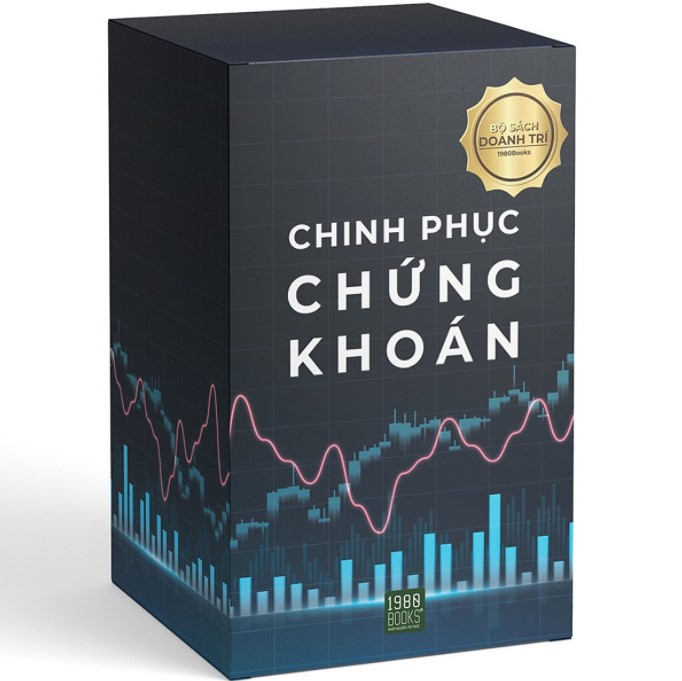 BỘ SÁCH
DOANH TRÍ
1980Books
CHINH PHỤC
CHỨNG
KHOÁN
1980
BOOKS®